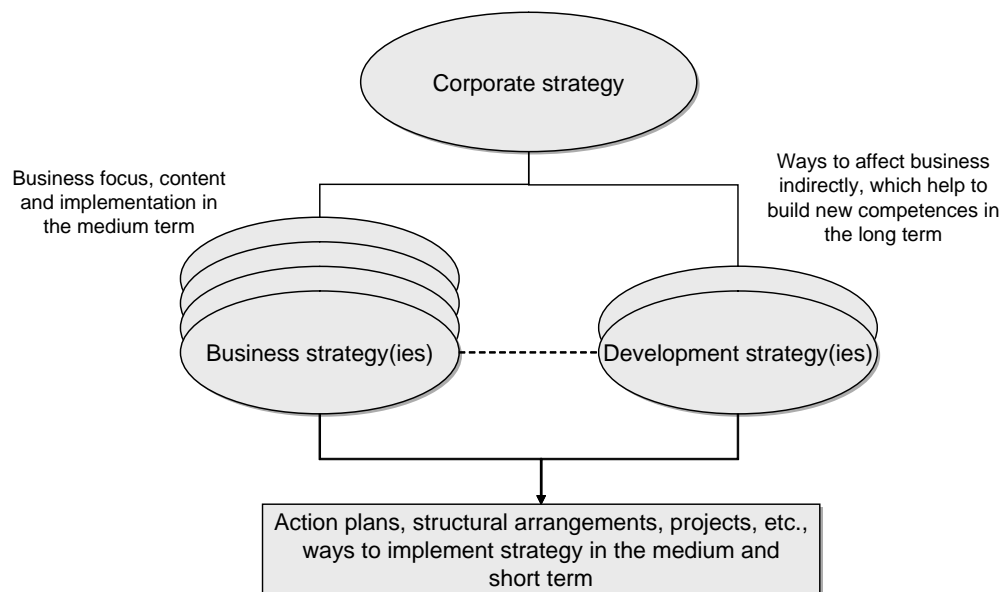 Corporate strategy
Business focus, content
and implementation in
the medium term
Ways to affect business
indirectly, which help to
build new competences in
the long term
Business strategy(ies)
Development strategy(ies)
Action plans, structural arrangements, projects, etc.,
ways to implement strategy in the medium and
short term